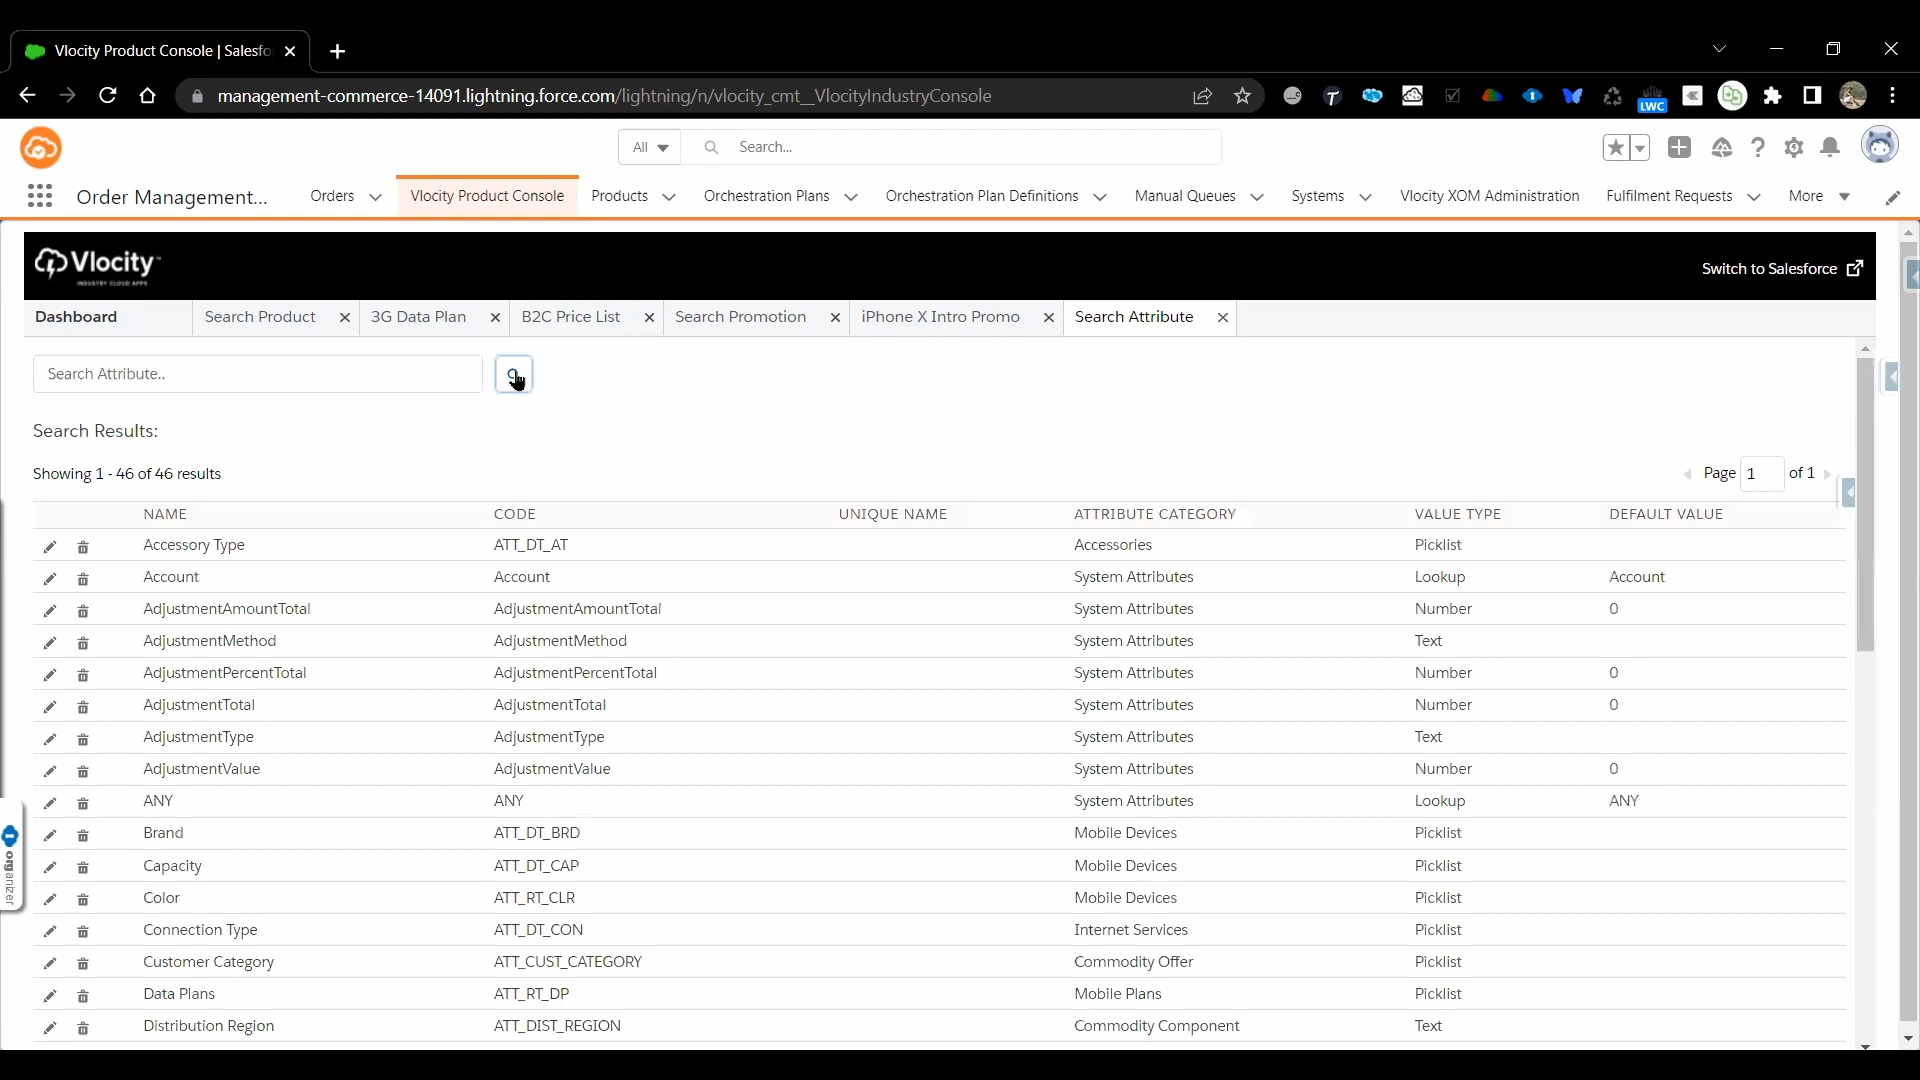 Vlocity Product Console | Salesfo
management-commerce-14091.lightning.force.com/lightning/n/vlocity_cmt__VlocityIndustryConsole
LWC
All
Search...
Order Management...
Orders
Vlocity Product Console
Products
Orchestration Plans
Orchestration Plan Definitions
Manual Queues
Systems
Vlocity XOM Administration
Fulfilment Requests
More
Vlocity
INDUSTRY CLOUD APPS
Switch to Salesforce
Dashboard
Search Product
3G Data Plan
B2C Price List
Search Promotion
iPhone X Intro Promo
Search Attribute
Search Attribute..
Search Results:
Showing 1 - 46 of 46 results
Page 1 of 1
NAME CODE UNIQUE NAME ATTRIBUTE CATEGORY VALUE TYPE DEFAULT VALUE
Accessory Type ATT_DT_AT Accessories Picklist
Account Account System Attributes Lookup Account
AdjustmentAmountTotal AdjustmentAmountTotal System Attributes Number 0
AdjustmentMethod AdjustmentMethod System Attributes Text
AdjustmentPercentTotal AdjustmentPercentTotal System Attributes Number 0
AdjustmentTotal AdjustmentTotal System Attributes Number 0
AdjustmentType AdjustmentType System Attributes Text
AdjustmentValue AdjustmentValue System Attributes Number 0
ANY ANY System Attributes Lookup ANY
Brand ATT_DT_BRD Mobile Devices Picklist
Capacity ATT_DT_CAP Mobile Devices Picklist
Color ATT_RT_CLR Mobile Devices Picklist
Connection Type ATT_DT_CON Internet Services Picklist
Customer Category ATT_CUST_CATEGORY Commodity Offer Picklist
Data Plans ATT_RT_DP Mobile Plans Picklist
Distribution Region ATT_DIST_REGION Commodity Component Text
organizer